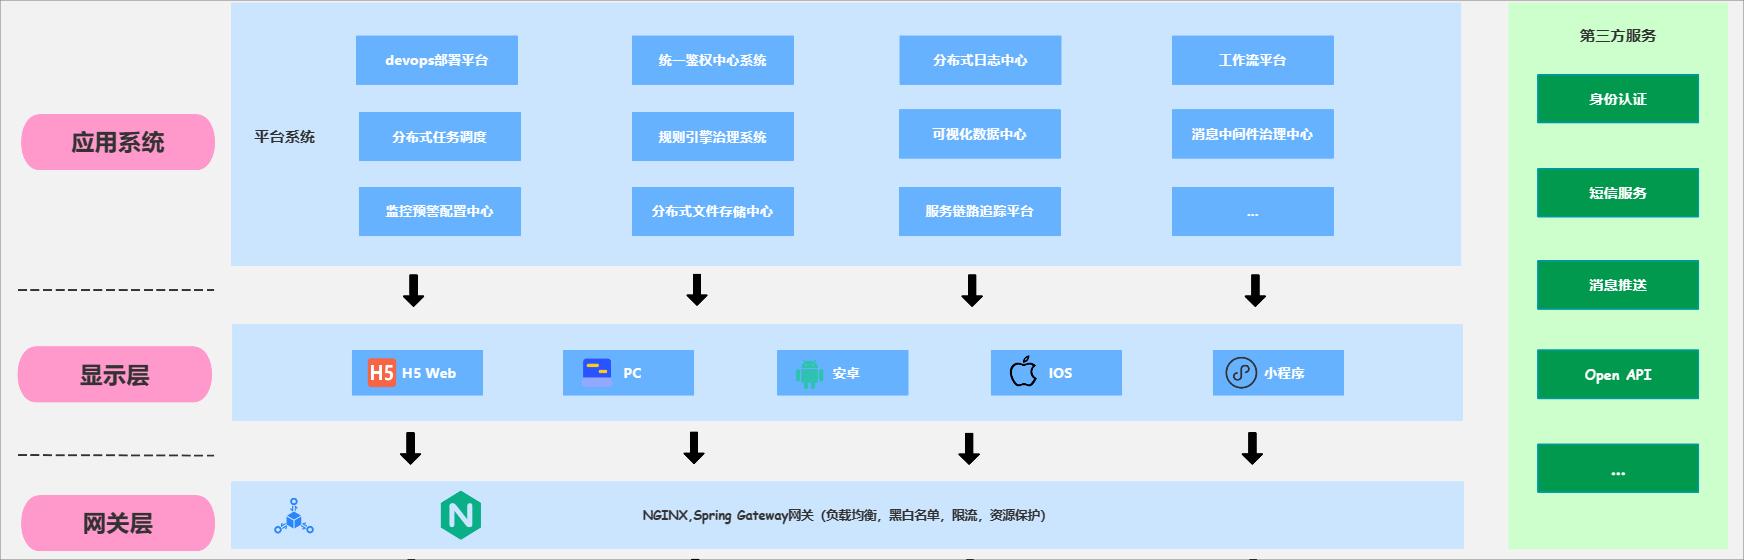 第三方服务
devops部署平台
统一鉴权中心系统
分布式日志中心
工作流平台
身份认证
应用系统
平台系统
分布式任务调度
规则引擎治理系统
可视化数据中心
消息中间件治理中心
短信服务
监控预警配置中心
分布式文件存储中心
服务链路追踪平台
...
消息推送
显示层
H5 H5 Web
PC
安卓
IOS
小程序
Open API
...
网关层
N
NGINX,Spring Gateway网关（负载均衡，黑白名单，限流，资源保护）